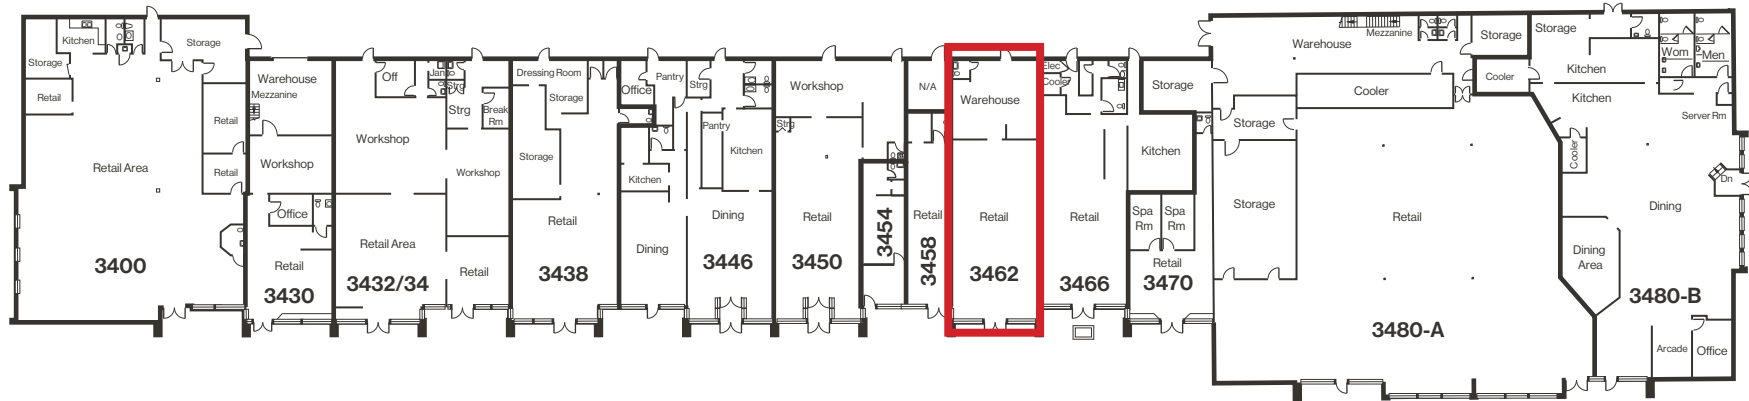 Kitchen
Storage
Storage
Retail
Retail
Retail
Retail Area
3400
Warehouse
Mezzanine
Workshop
Office
Retail
3430
Off
Jan
Strg
Strg
Break
Rm
Workshop
Workshop
Retail Area
Retail
3432/34
Dressing Room
Storage
Storage
Retail
3438
Office
Pantry
Strg
Pantry
Kitchen
Kitchen
Dining
Dining
3446
Workshop
Strg
Retail
3450
3454
N/A
Retail
3458
Warehouse
Retail
3462
Elec
Cooler
Retail
3466
Storage
Kitchen
Spa
Rm
Spa
Rm
Retail
3470
Warehouse
Mezzanine
Storage
Cooler
Cooler
Storage
Storage
Retail
3480-A
Storage
Kitchen
Kitchen
Wom
Men
Server Rm
Cooler
Dn
Dining
Dining
Area
3480-B
Arcade
Office